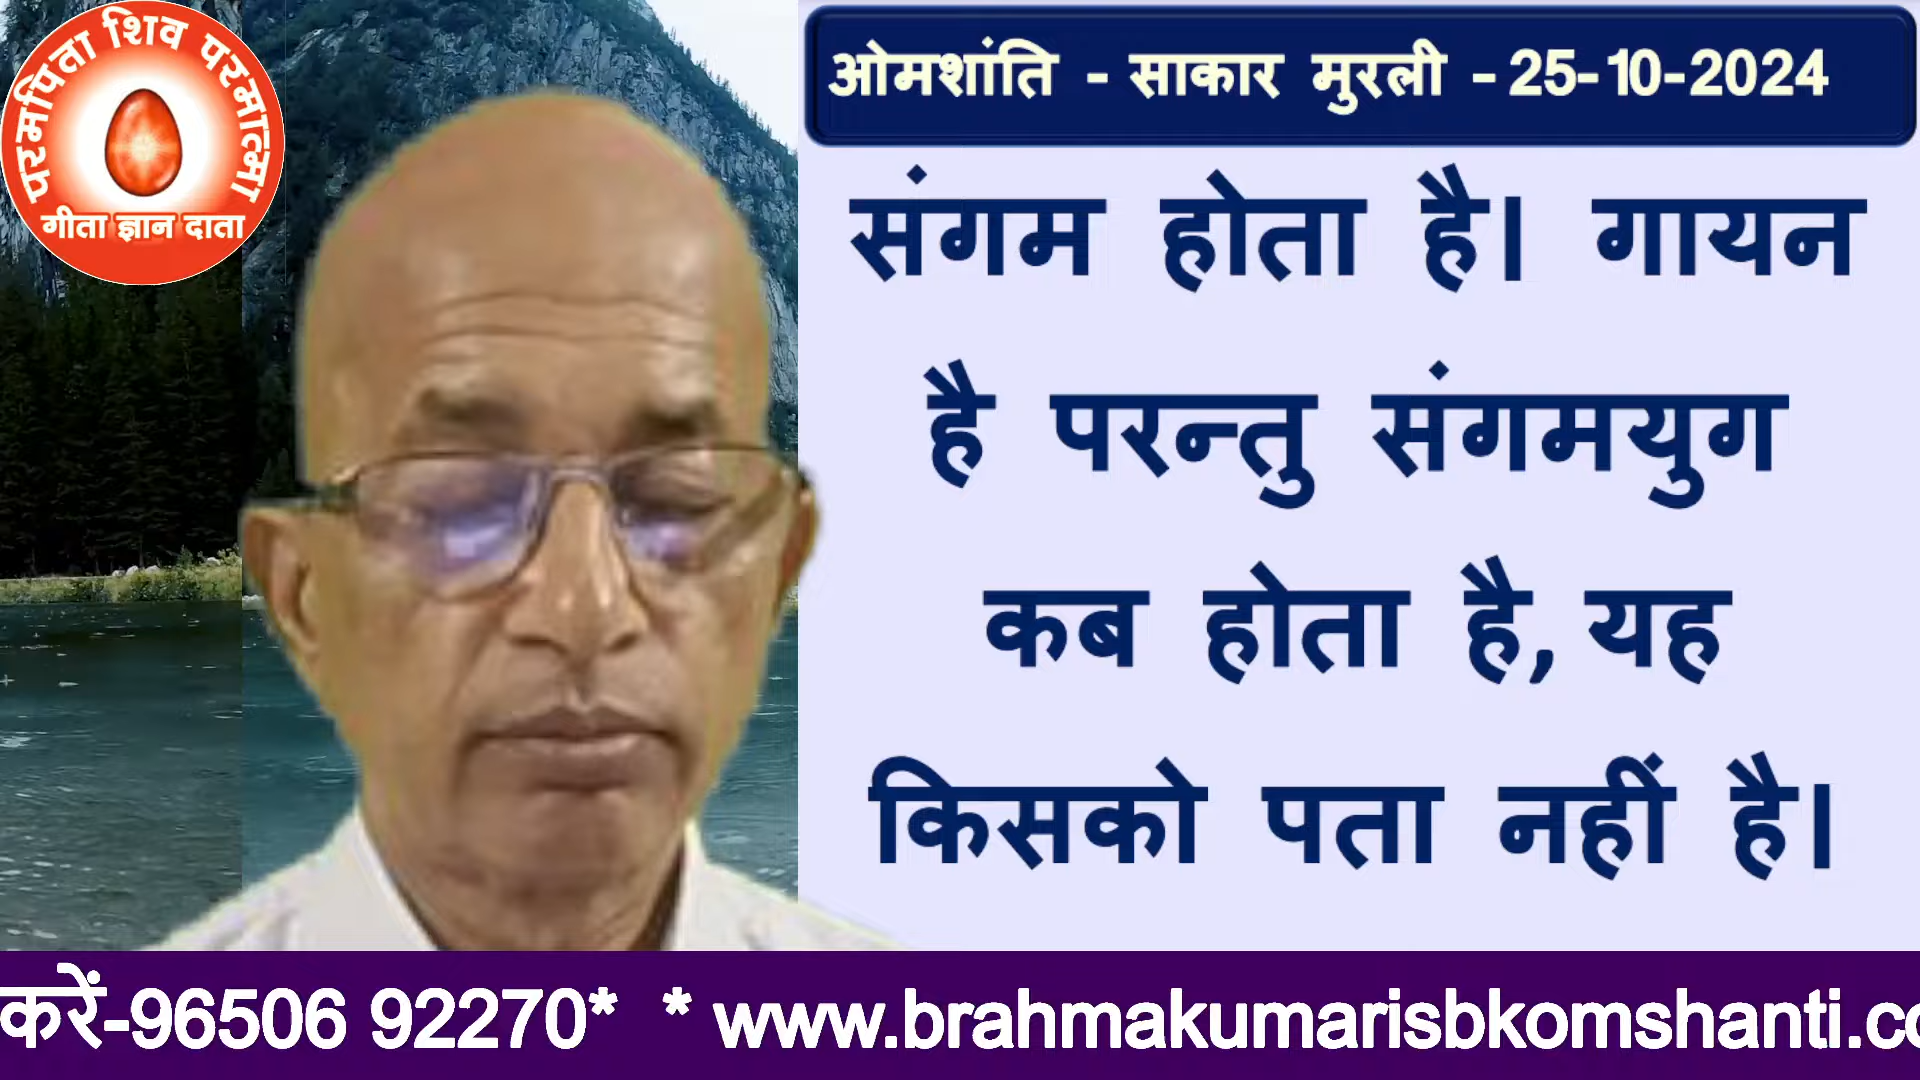 परमपिता शिव परमात्मा
गीता ज्ञान दाता
ओमशांति - साकार मुरली - 25-10-2024
संगम होता है। गायन
है परन्तु संगमयुग
कब होता है, यह
किसको पता नहीं है।
करें-96506 92270* * www.brahmakumarisbkomshanti.co